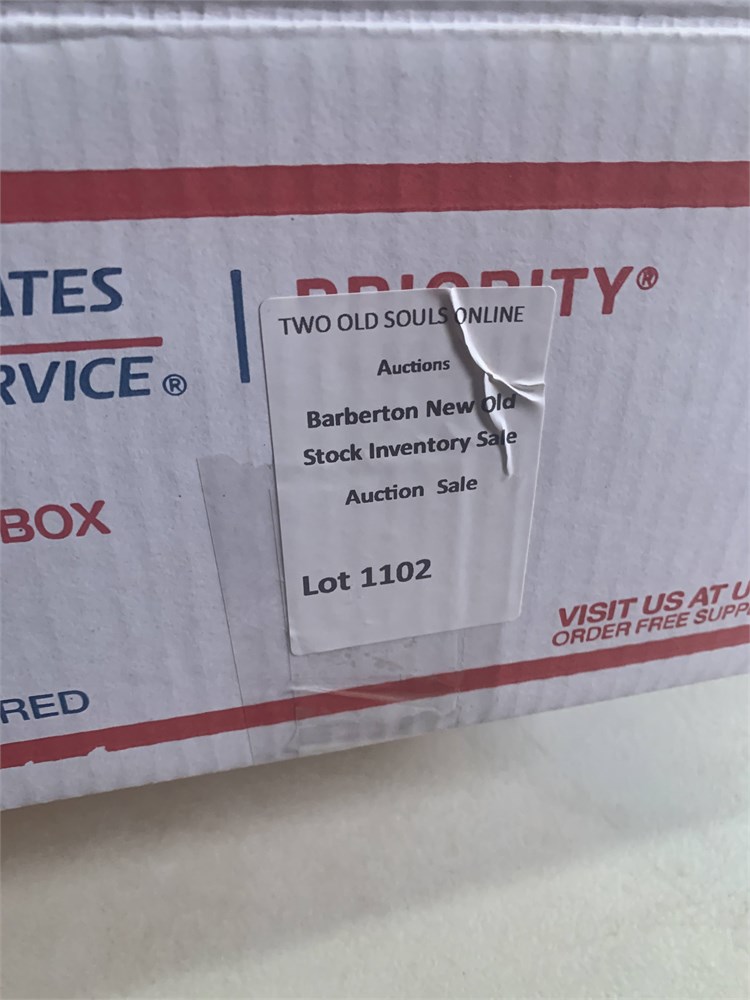 ATES
RVICE®
PRIORITY®
TWO OLD SOULS ONLINE
Auctions
Barberton New Old
Stock Inventory Sale
Auction Sale
Lot 1102
BOX
VISIT US AT U
ORDER FREE SUPP
RED